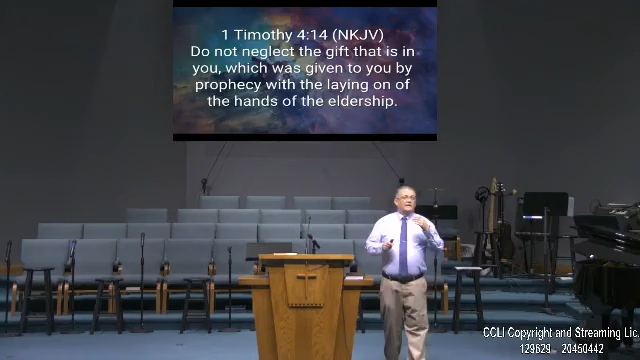 1 Timothy 4:14 (NKJV)
Do not neglect the gift that is in
you, which was given to you by
prophecy with the laying on of
the hands of the eldership.
CCLI Copyright and Streaming Lic.
129629 - 20450442